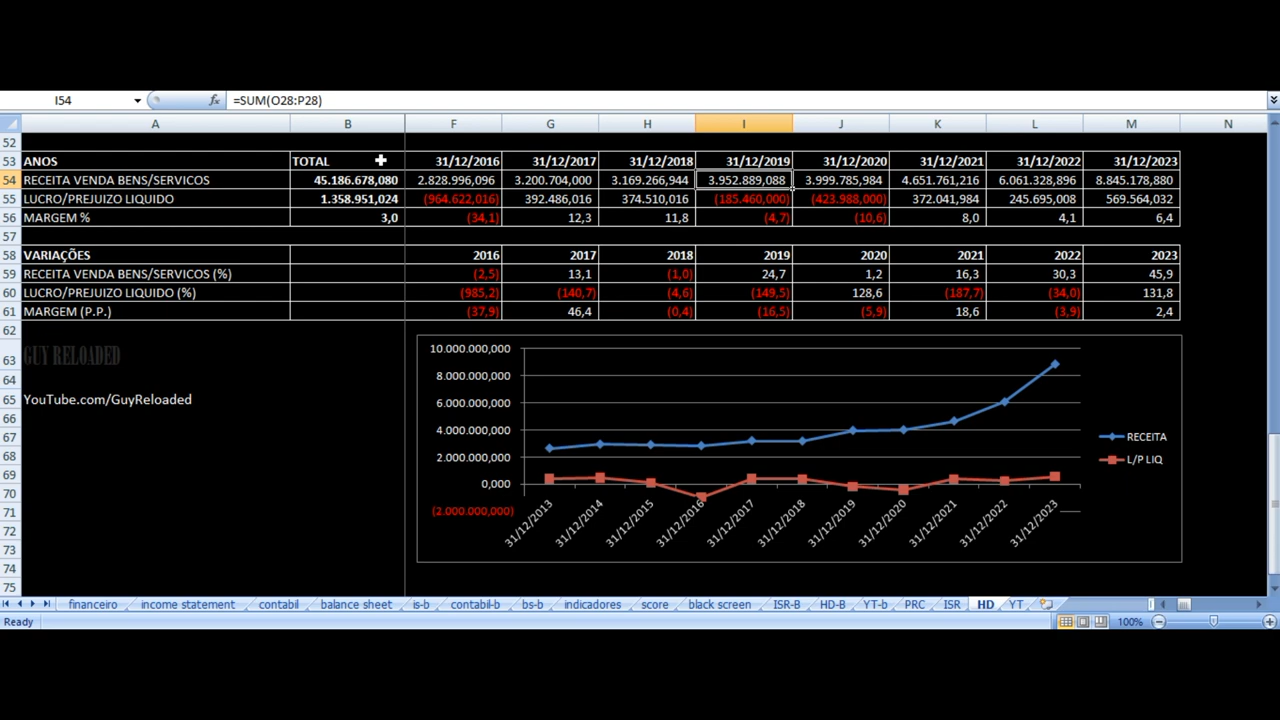 I54 fx =SUM(O28:P28)
A B F G H I J K L M N
52
53 ANOS TOTAL 31/12/2016 31/12/2017 31/12/2018 31/12/2019 31/12/2020 31/12/2021 31/12/2022 31/12/2023
54 RECEITA VENDA BENS/SERVICOS 45.186.678,080 2.828.996,096 3.200.704,000 3.169.266,944 3.952.889,088 3.999.785,984 4.651.761,216 6.061.328,896 8.845.178,880
55 LUCRO/PREJUIZO LIQUIDO 1.358.951,024 (964.622,016) 392.486,016 374.510,016 (185.460,000) (423.988,000) 372.041,984 245.695,008 569.564,032
56 MARGEM % 3,0 (34,1) 12,3 11,8 (4,7) (10,6) 8,0 4,1 6,4
57
58 VARIAÇÕES 2016 2017 2018 2019 2020 2021 2022 2023
59 RECEITA VENDA BENS/SERVICOS (%) (2,5) 13,1 (1,0) 24,7 1,2 16,3 30,3 45,9
60 LUCRO/PREJUIZO LIQUIDO (%) (985,2) (140,7) (4,6) (149,5) 128,6 (187,7) (34,0) 131,8
61 MARGEM (P.P.) (37,9) 46,4 (0,4) (16,5) (5,9) 18,6 (3,9) 2,4
62
63 GUY RELOADED
64
65 YouTube.com/GuyReloaded
66
67
68
69
70
71
72
73
74
75
10.000.000,000
8.000.000,000
6.000.000,000
4.000.000,000
2.000.000,000
0,000
(2.000.000,000)
31/12/2013 31/12/2014 31/12/2015 31/12/2016 31/12/2017 31/12/2018 31/12/2019 31/12/2020 31/12/2021 31/12/2022 31/12/2023
RECEITA
L/P LIQ
financeiro income statement contabil balance sheet is-b contabil-b bs-b indicadores score black screen ISR-B HD-B YT-b PRC ISR HD YT
Ready 100%